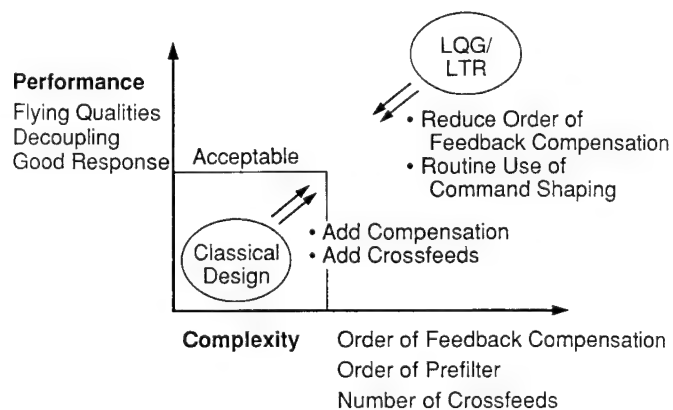 LQG/
LTR
Performance
Flying Qualities
Decoupling
Good Response
• Reduce Order of
Feedback Compensation
• Routine Use of
Command Shaping
Acceptable
Classical
Design
• Add Compensation
• Add Crossfeeds
Complexity
Order of Feedback Compensation
Order of Prefilter
Number of Crossfeeds